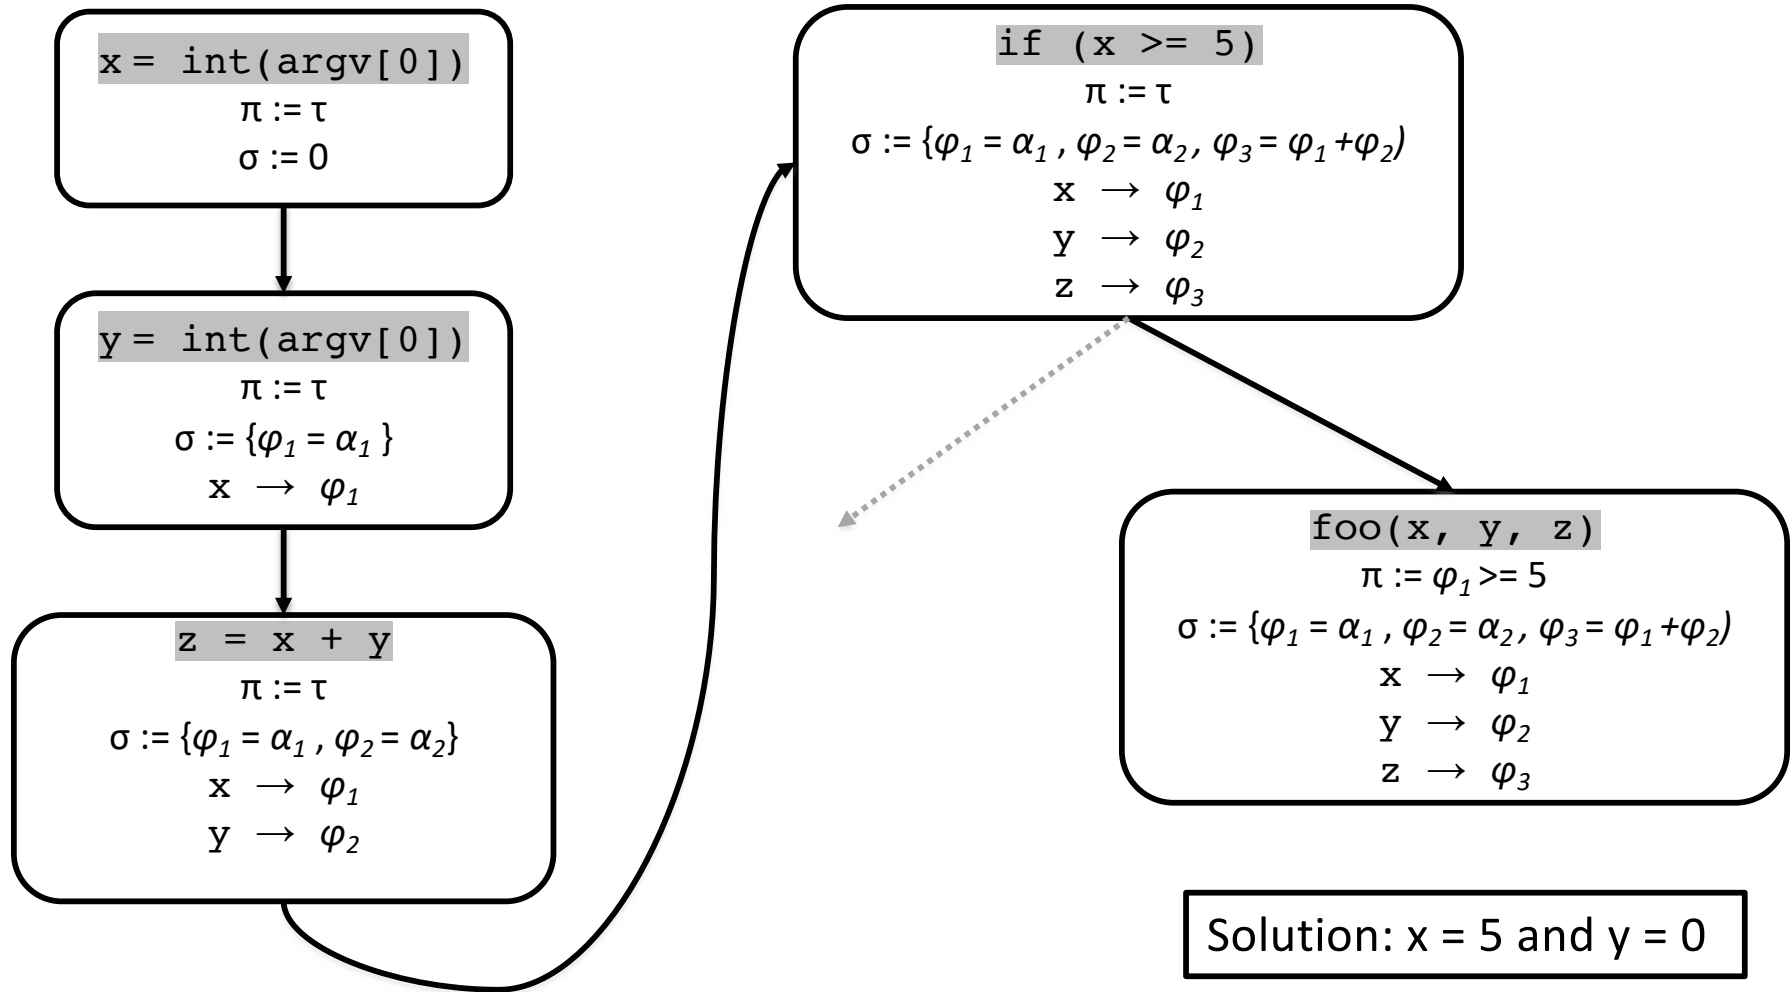 x = int(argv[0])
π := τ
σ := 0
y = int(argv[0])
π := τ
σ := {φ₁ = α₁ }
x → φ₁
z = x + y
π := τ
σ := {φ₁ = α₁ , φ₂ = α₂}
x → φ₁
y → φ₂
if (x >= 5)
π := τ
σ := {φ₁ = α₁ , φ₂ = α₂, φ₃ = φ₁ +φ₂)
x → φ₁
y → φ₂
z → φ₃
foo(x, y, z)
π := φ₁ >= 5
σ := {φ₁ = α₁ , φ₂ = α₂, φ₃ = φ₁ +φ₂)
x → φ₁
y → φ₂
z → φ₃
Solution: x = 5 and y = 0